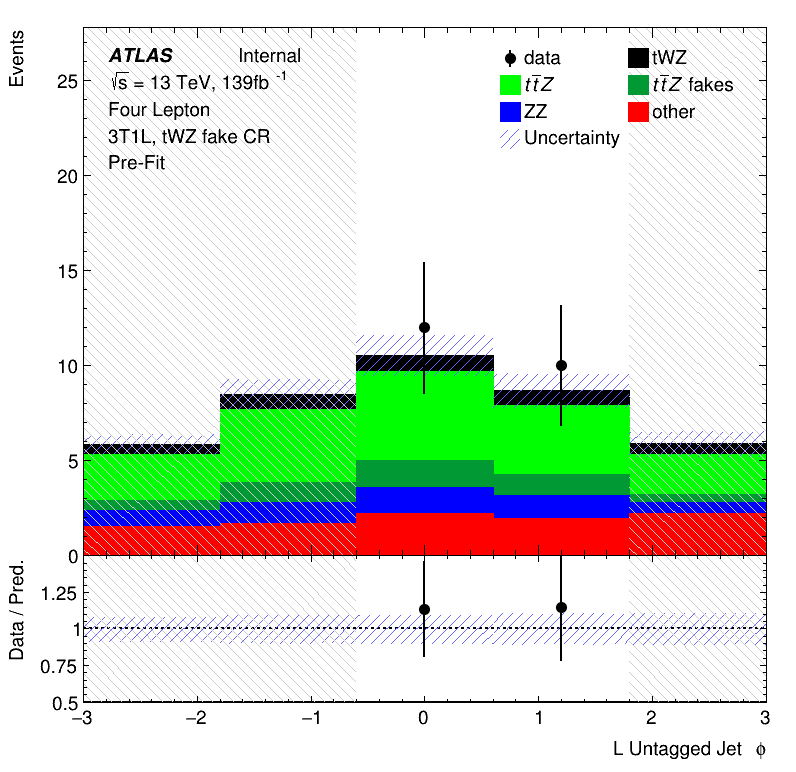 Events
ATLAS Internal
√s = 13 TeV, 139fb⁻¹
Four Lepton
3T1L, tWZ fake CR
Pre-Fit
data tWZ
tt̄Z tt̄Z fakes
ZZ other
Uncertainty
25
20
15
10
5
0
Data / Pred.
1.25
1
0.75
0.5
−3 −2 −1 0 1 2 3
L Untagged Jet ϕ